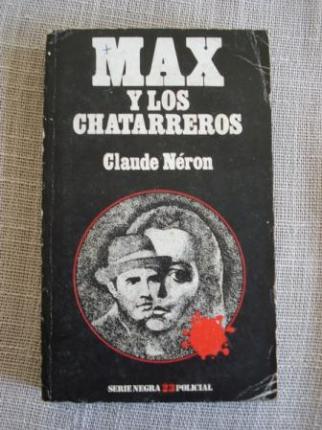 MAX
Y LOS
CHATARREROS
Claude Néron
SERIE NEGRA 23 POLICIAL